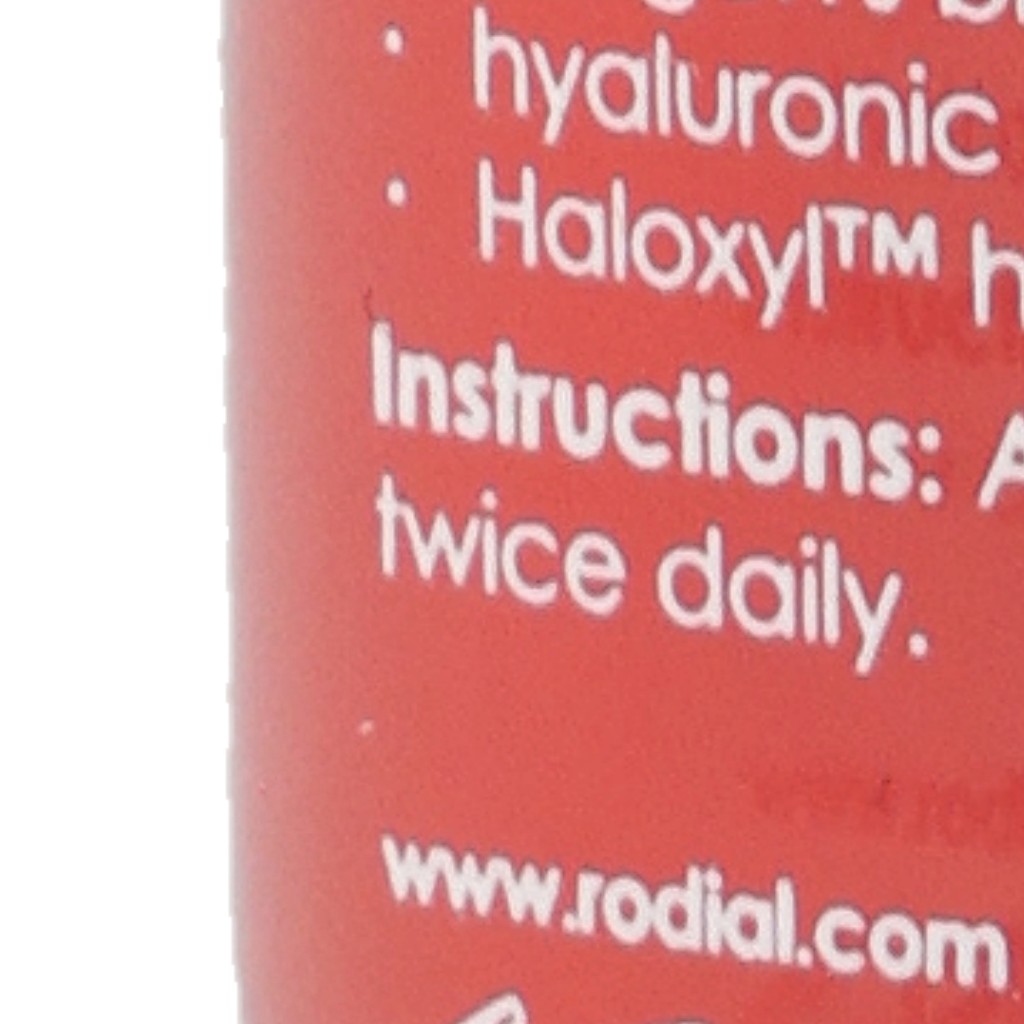 • hyaluronic
• Haloxyl™ h
Instructions: A
twice daily.
www.rodial.com